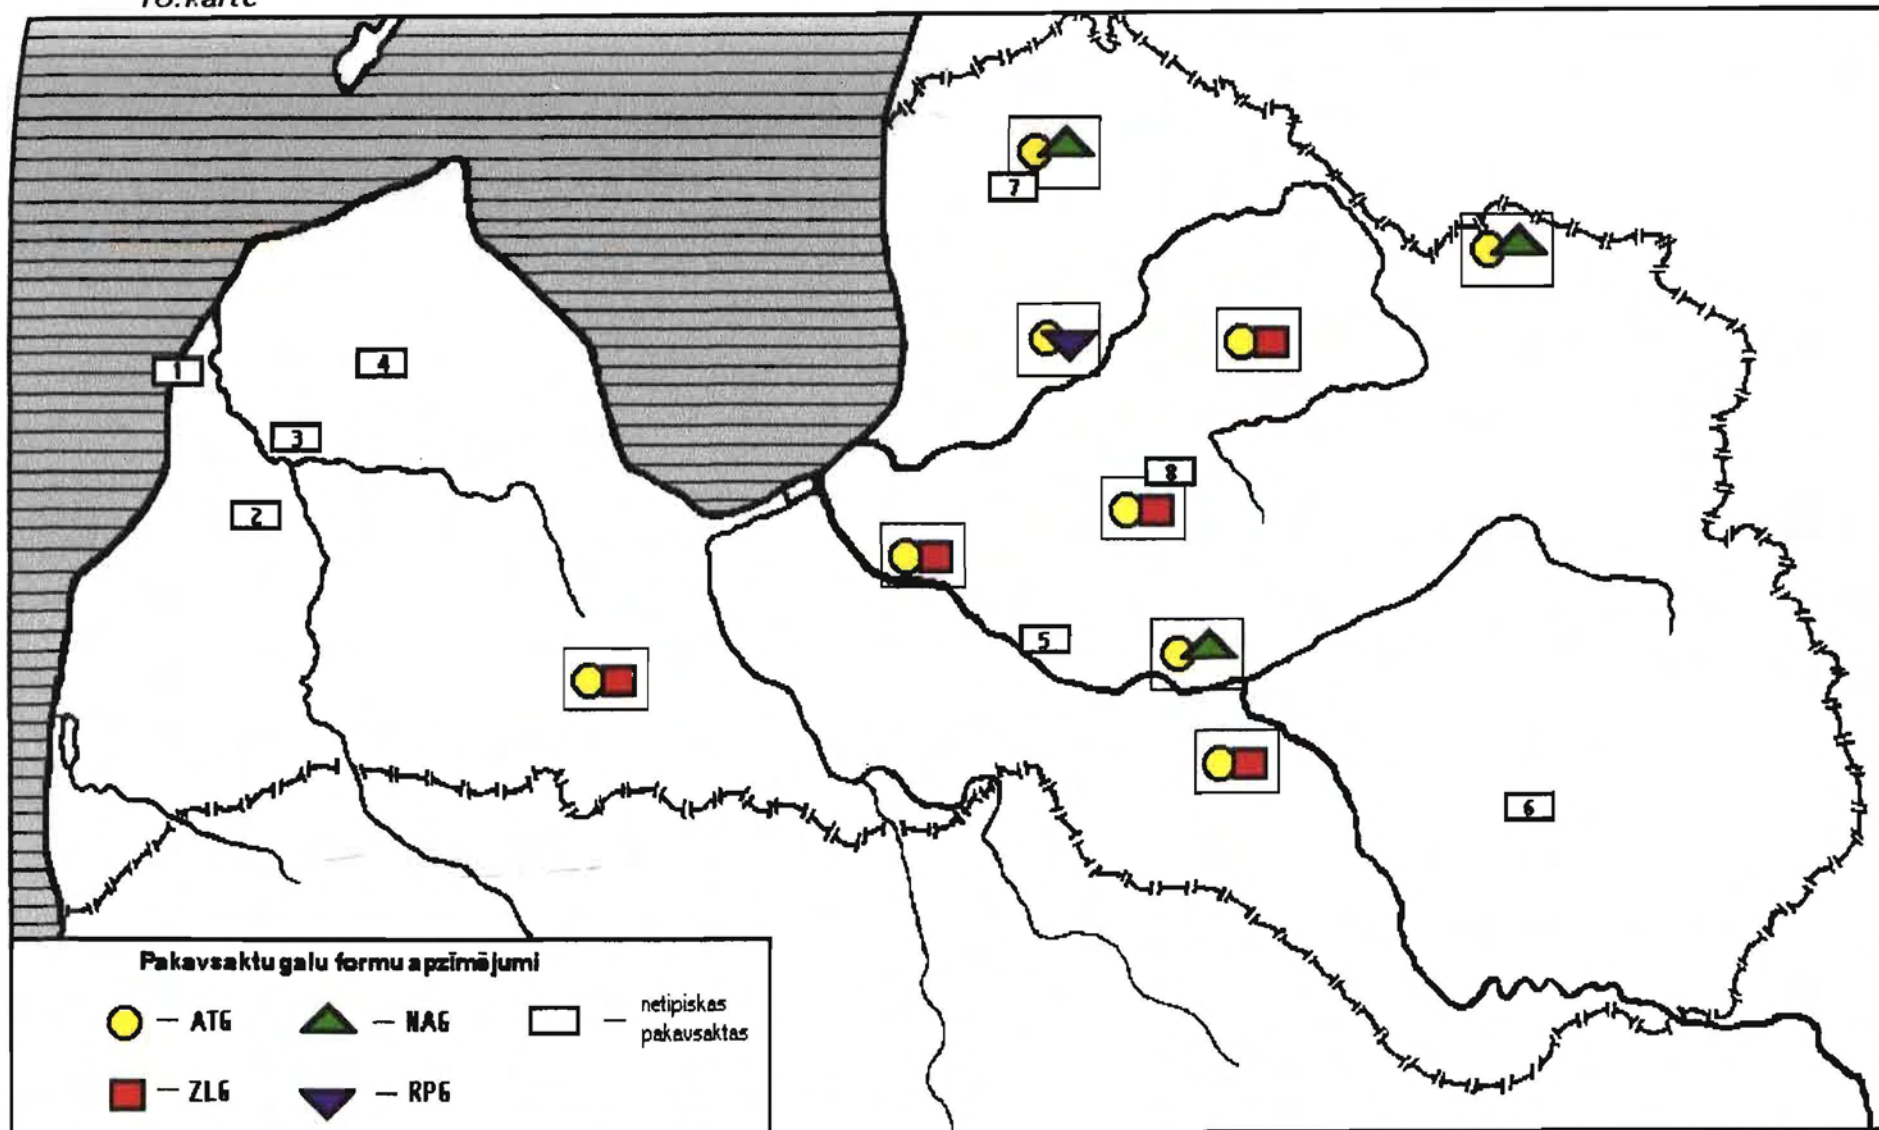 7
1
4
3
8
2
5
6
Pakavsaktu galu formu apzīmējumi
— ATG
— NAG
— netipiskas
pakavsaktas
— ZLG
— RPG